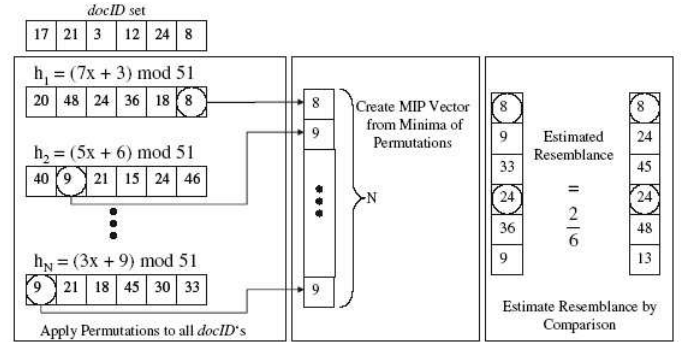 docID set
17 21 3 12 24 8
h1 = (7x + 3) mod 51
20 48 24 36 18 8
h2 = (5x + 6) mod 51
40 9 21 15 24 46
hN = (3x + 9) mod 51
9 21 18 45 30 33
Apply Permutations to all docID's
8
9
9
N
Create MIP Vector
from Minima of
Permutations
8
9
33
24
36
9
Estimated
Resemblance
=
2
6
8
24
45
24
48
13
Estimate Resemblance by
Comparison